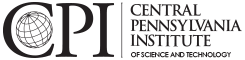 CPI
CENTRAL
PENNSYLVANIA
INSTITUTE
OF SCIENCE AND TECHNOLOGY